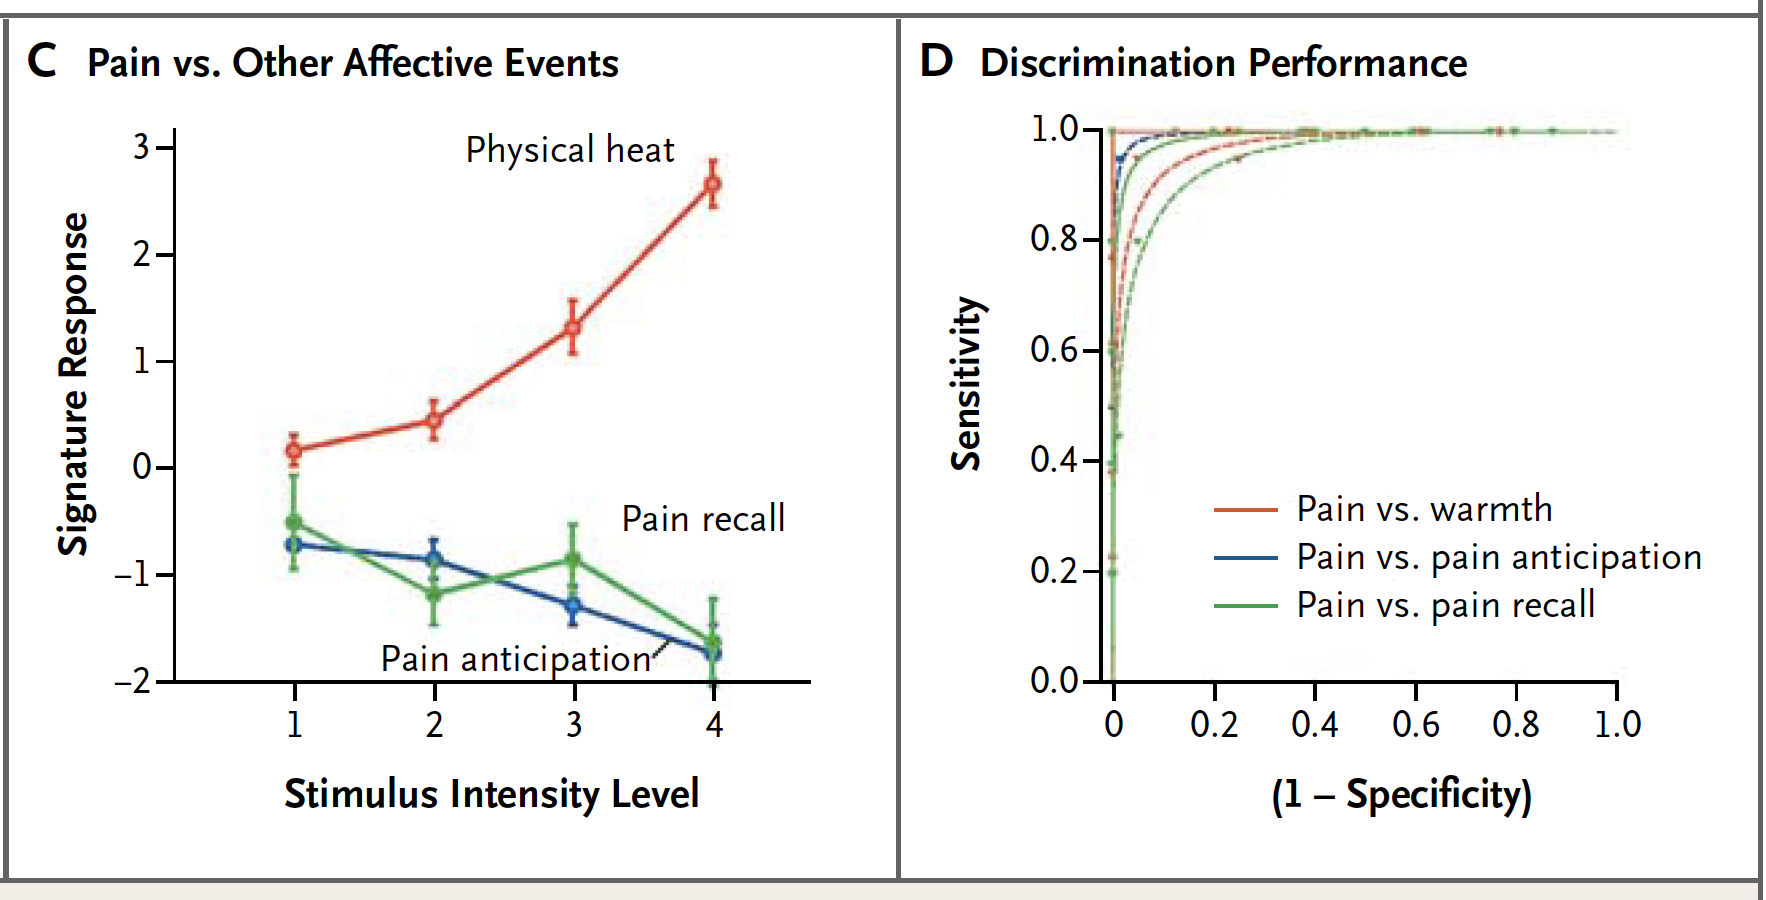 C Pain vs. Other Affective Events
3
2
1
0
–1
–2
Signature Response
Physical heat
Pain recall
Pain anticipation
1 2 3 4
Stimulus Intensity Level
D Discrimination Performance
1.0
0.8
0.6
0.4
0.2
0.0
Sensitivity
Pain vs. warmth
Pain vs. pain anticipation
Pain vs. pain recall
0 0.2 0.4 0.6 0.8 1.0
(1 – Specificity)